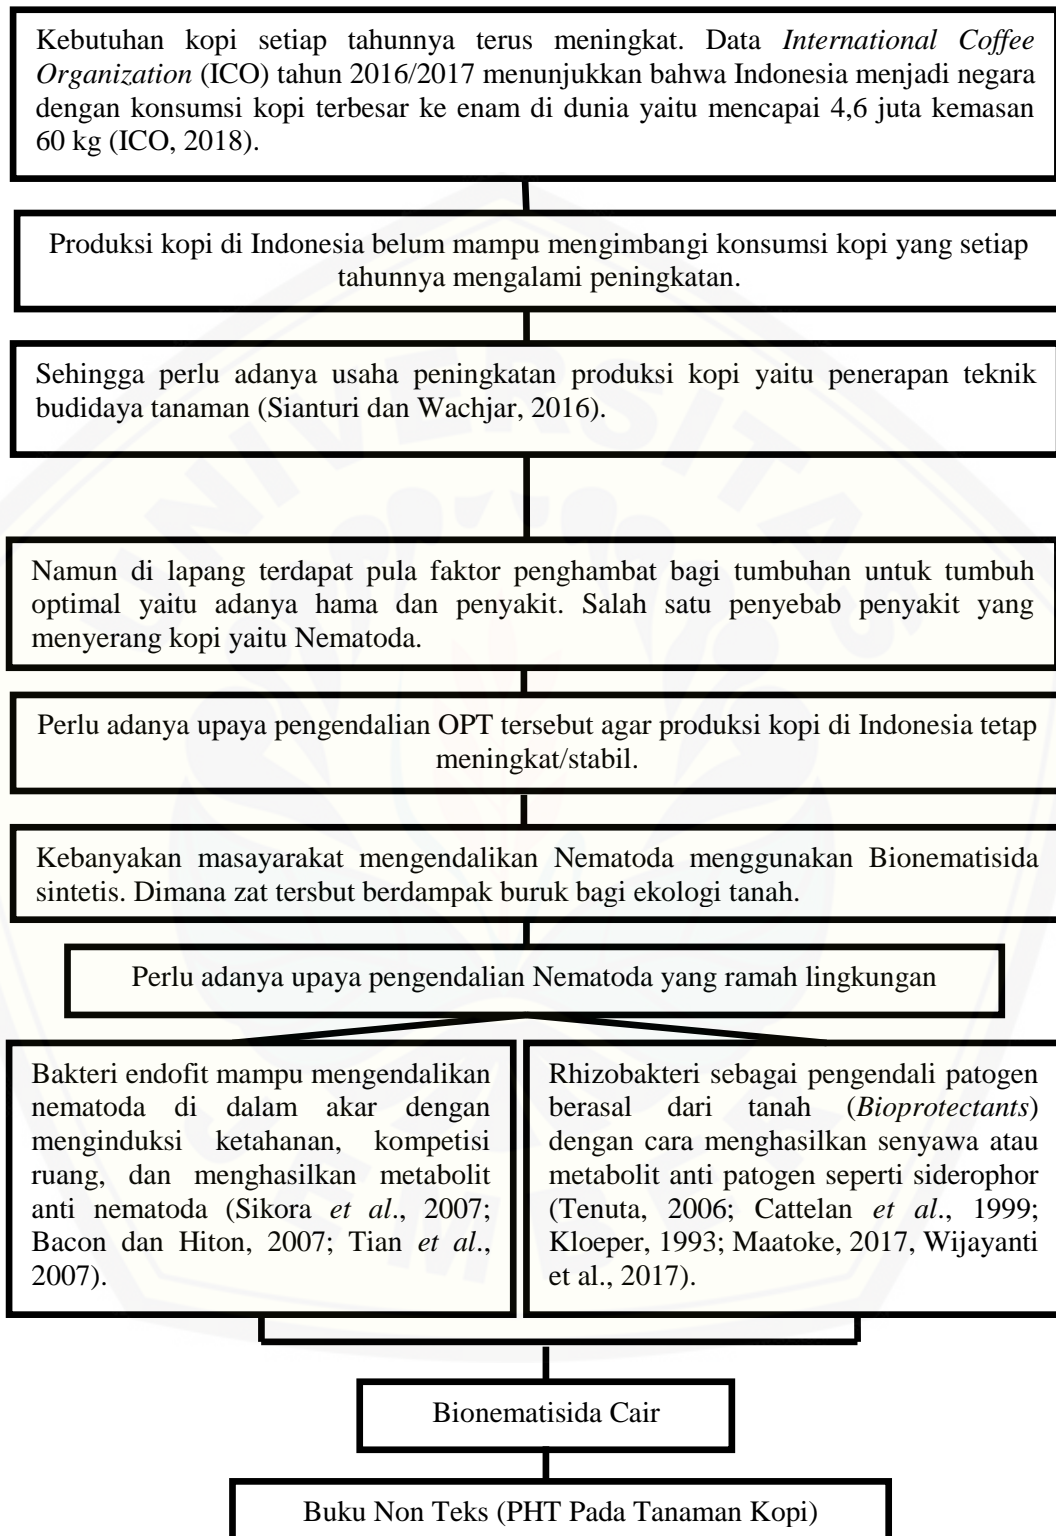 Kebutuhan kopi setiap tahunnya terus meningkat. Data International Coffee
Organization (ICO) tahun 2016/2017 menunjukkan bahwa Indonesia menjadi negara
dengan konsumsi kopi terbesar ke enam di dunia yaitu mencapai 4,6 juta kemasan
60 kg (ICO, 2018).
Produksi kopi di Indonesia belum mampu mengimbangi konsumsi kopi yang setiap
tahunnya mengalami peningkatan.
Sehingga perlu adanya usaha peningkatan produksi kopi yaitu penerapan teknik
budidaya tanaman (Sianturi dan Wachjar, 2016).
Namun di lapang terdapat pula faktor penghambat bagi tumbuhan untuk tumbuh
optimal yaitu adanya hama dan penyakit. Salah satu penyebab penyakit yang
menyerang kopi yaitu Nematoda.
Perlu adanya upaya pengendalian OPT tersebut agar produksi kopi di Indonesia tetap
meningkat/stabil.
Kebanyakan masayarakat mengendalikan Nematoda menggunakan Bionematisida
sintetis. Dimana zat tersbut berdampak buruk bagi ekologi tanah.
Perlu adanya upaya pengendalian Nematoda yang ramah lingkungan
Bakteri endofit mampu mengendalikan
nematoda di dalam akar dengan
menginduksi ketahanan, kompetisi
ruang, dan menghasilkan metabolit
anti nematoda (Sikora et al., 2007;
Bacon dan Hiton, 2007; Tian et al.,
2007).
Rhizobakteri sebagai pengendali patogen
berasal dari tanah (Bioprotectants)
dengan cara menghasilkan senyawa atau
metabolit anti patogen seperti siderophor
(Tenuta, 2006; Cattelan et al., 1999;
Kloeper, 1993; Maatoke, 2017, Wijayanti
et al., 2017).
Bionematisida Cair
Buku Non Teks (PHT Pada Tanaman Kopi)
UNIVERSITAS
JEMBER